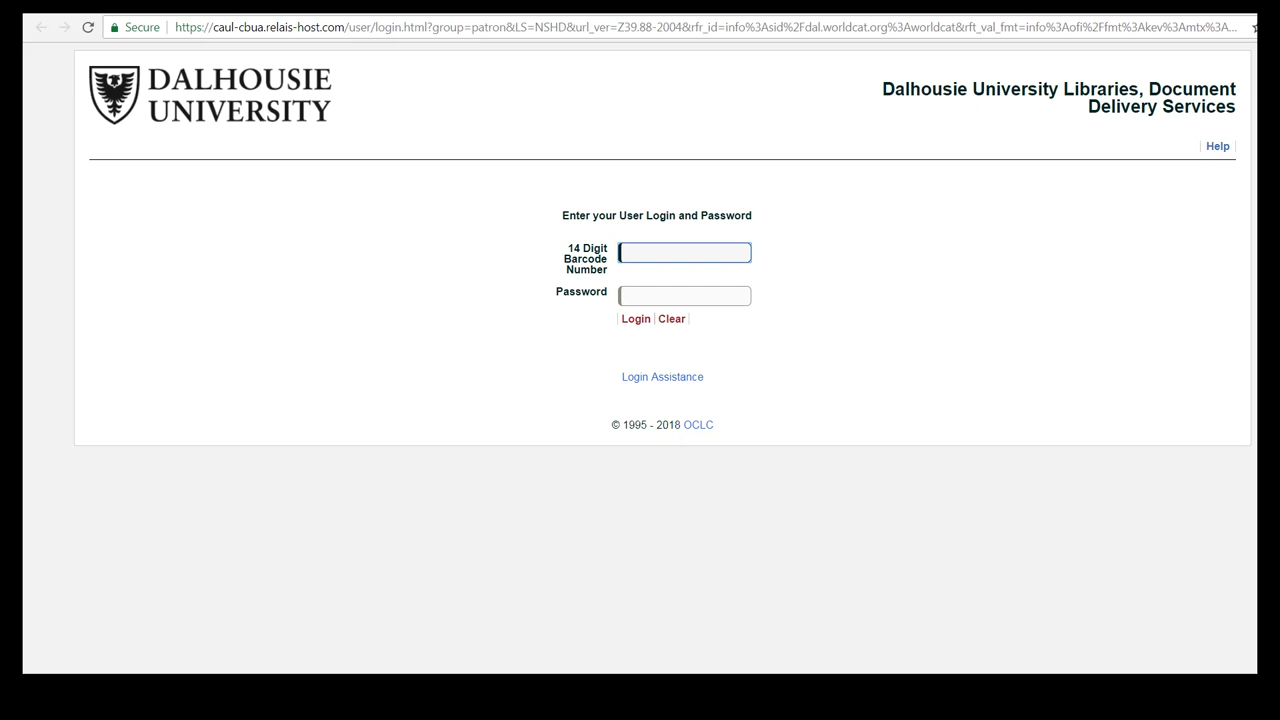 Secure https://caul-cbua.relais-host.com/user/login.html?group=patron&LS=NSHD&url_ver=Z39.88-2004&rfr_id=info%3Asid%2Fdal.worldcat.org%3Aworldcat&rft_val_fmt=info%3Aofi%2Ffmt%3Akev%3Amtx%3A...
DALHOUSIE
UNIVERSITY
Dalhousie University Libraries, Document
Delivery Services
Help
Enter your User Login and Password
14 Digit
Barcode
Number
Password
Login Clear
Login Assistance
© 1995 - 2018 OCLC